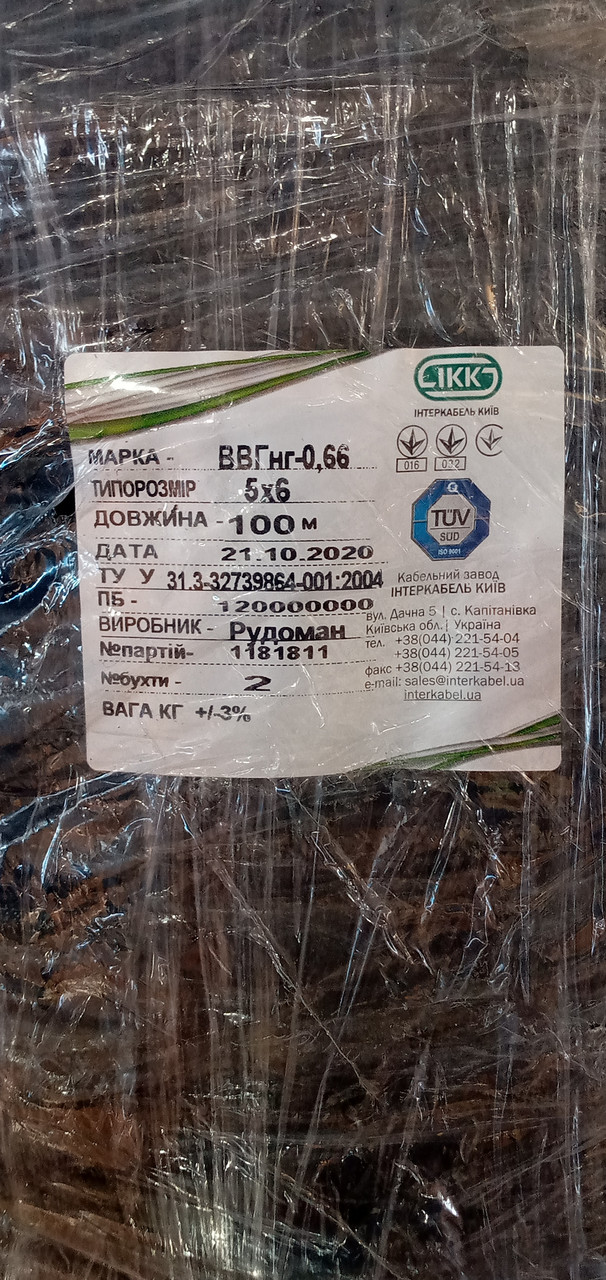 ІККЗ
ІНТЕРКАБЕЛЬ КИЇВ
016 032
TÜV
SÜD
ISO 9001
МАРКА - ВВГнг-0,66
ТИПОРОЗМІР 5x6
ДОВЖИНА - 100 м
ДАТА 21.10.2020
ТУ У 31.3-32739864-001:2004
ПБ - 120000000
ВИРОБНИК - Рудоман
№партій- 1181811
№бухти - 2
ВАГА КГ +/-3%
Кабельний завод
ІНТЕРКАБЕЛЬ КИЇВ
вул. Дачна 5 | с. Капітанівка
Київська обл. | Україна
тел. +38(044) 221-54-04
+38(044) 221-54-05
факс +38(044) 221-54-13
e-mail: sales@interkabel.ua
interkabel.ua